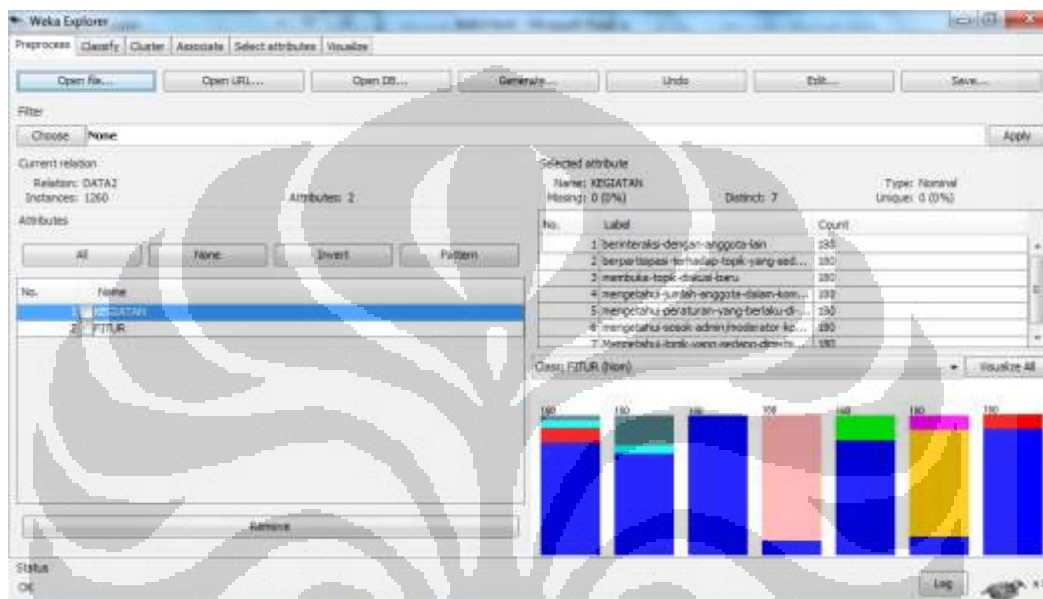 Weka Explorer
Preprocess Classify Cluster Associate Select attributes Visualize
Open file... Open URL... Open DB... Generate... Undo Edit... Save...
Filter
Choose None Apply
Current relation
Relation: DATA2
Instances: 1260 Attributes: 2
Attributes
All None Invert Pattern
No. Name
1 KEGIATAN
2 FITUR
Remove
Selected attribute
Name: KEGIATAN Type: Nominal
Missing: 0 (0%) Distinct: 7 Unique: 0 (0%)
No. Label Count
1 berinteraksi-dengan-anggota-lain 180
2 berpartisipasi-terhadap-topik-yang-sed... 180
3 membuka-topik-diskusi-baru 180
4 mengetahui-jumlah-anggota-dalam-kom... 180
5 mengetahui-peraturan-yang-berlaku-di-... 180
6 mengetahui-sosok-admin/moderator-ko... 180
7 Mengetahui-topik-yang-sedang- 180
Class: FITUR (Nom) Visualize All
180 180 180 180 180 180 180
Status
OK Log x